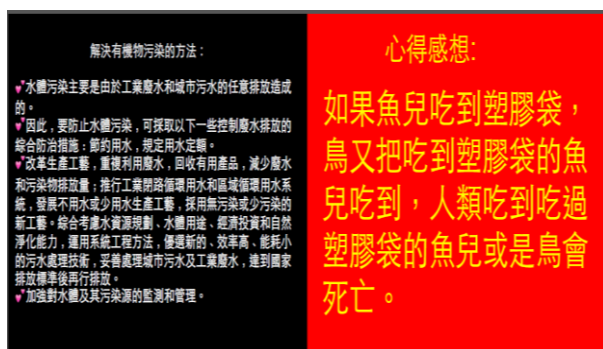 解決有機物污染的方法：
水體污染主要是由於工業廢水和城市污水的任意排放造成
的。
因此，要防止水體污染，可採取以下一些控制廢水排放的
綜合防治措施：節約用水，規定用水定額。
改革生產工藝，重複利用廢水，回收有用產品，減少廢水
和污染物排放量；推行工業閉路循環用水和區域循環用水系
統，發展不用水或少用水生產工藝，採用無污染或少污染的
新工藝。綜合考慮水資源規劃、水體用途、經濟投資和自然
淨化能力，運用系統工程方法，優選新的、效率高、能耗小
的污水處理技術，妥善處理城市污水及工業廢水，達到國家
排放標準後再行排放。
加強對水體及其污染源的監測和管理。
心得感想:
如果魚兒吃到塑膠袋，
鳥又把吃到塑膠袋的魚
兒吃到，人類吃到吃過
塑膠袋的魚兒或是鳥會
死亡。